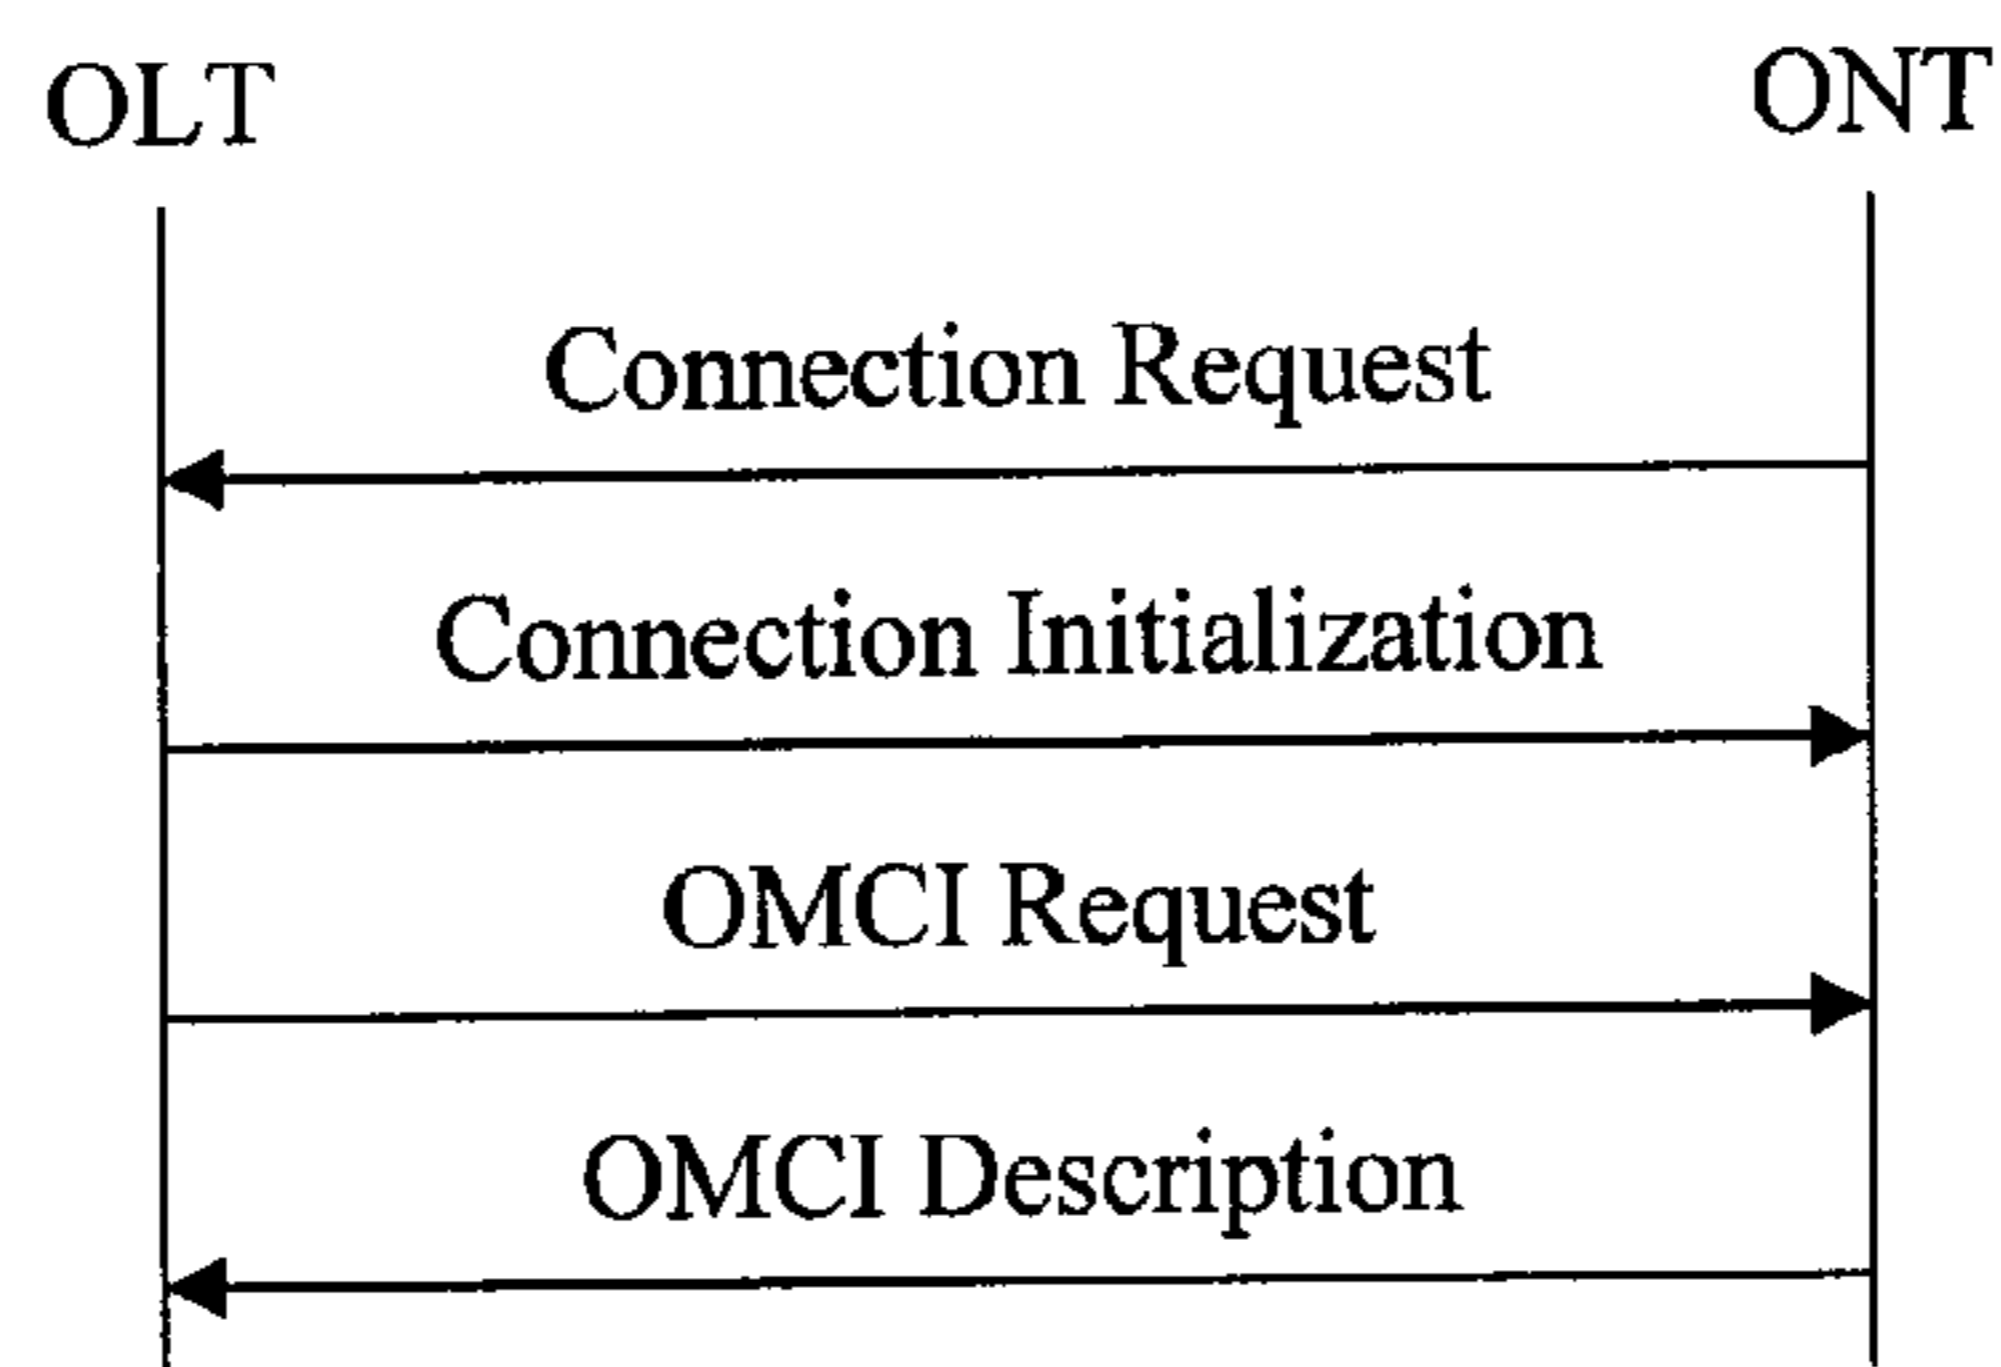 OLT ONT
Connection Request
Connection Initialization
OMCI Request
OMCI Description